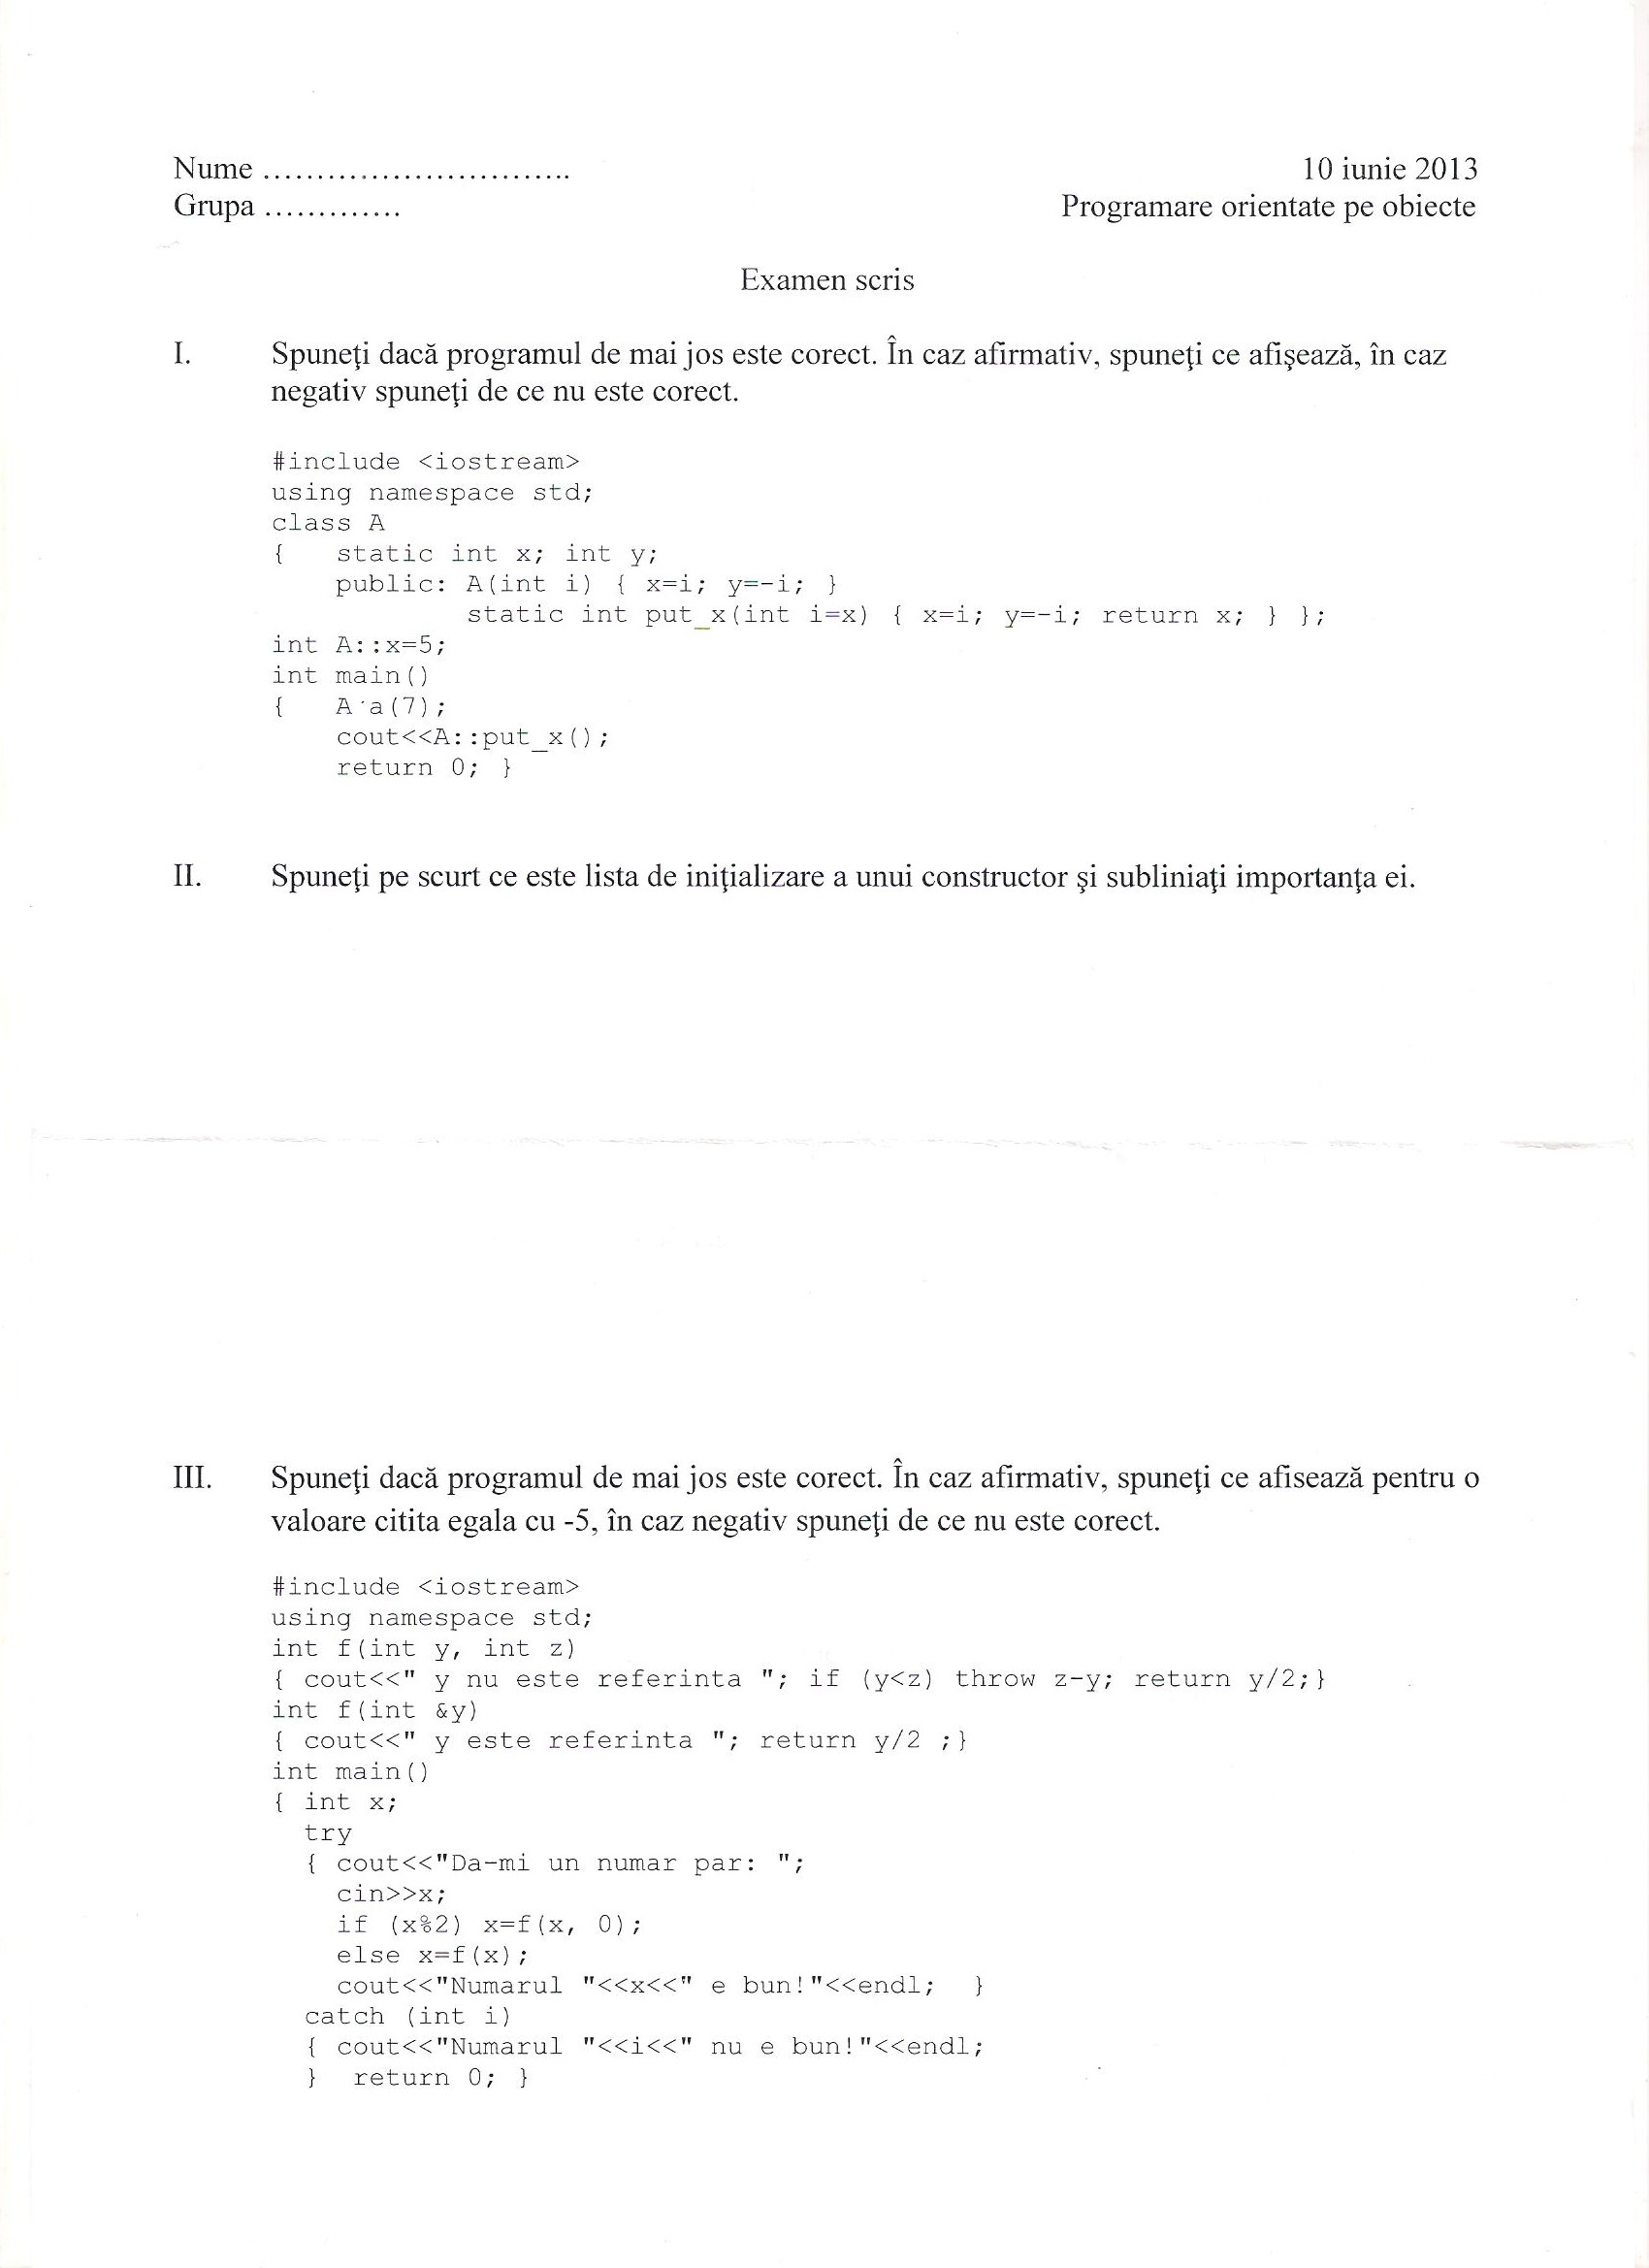 Nume ................................
10 iunie 2013
Grupa .............
Programare orientate pe obiecte
Examen scris
I. Spuneţi dacă programul de mai jos este corect. În caz afirmativ, spuneţi ce afişează, în caz
negativ spuneţi de ce nu este corect.
#include <iostream>
using namespace std;
class A
{ static int x; int y;
public: A(int i) { x=i; y=-i; }
static int put_x(int i=x) { x=i; y=-i; return x; } };
int A::x=5;
int main()
{ A a(7);
cout<<A::put_x();
return 0; }
II. Spuneţi pe scurt ce este lista de iniţializare a unui constructor şi subliniaţi importanţa ei.
III. Spuneţi dacă programul de mai jos este corect. În caz afirmativ, spuneţi ce afisează pentru o
valoare citita egala cu -5, în caz negativ spuneţi de ce nu este corect.
#include <iostream>
using namespace std;
int f(int y, int z)
{ cout<<" y nu este referinta "; if (y<z) throw z-y; return y/2;}
int f(int &y)
{ cout<<" y este referinta "; return y/2 ;}
int main()
{ int x;
try
{ cout<<"Da-mi un numar par: ";
cin>>x;
if (x%2) x=f(x, 0);
else x=f(x);
cout<<"Numarul "<<x<<" e bun!"<<endl; }
catch (int i)
{ cout<<"Numarul "<<i<<" nu e bun!"<<endl;
} return 0; }